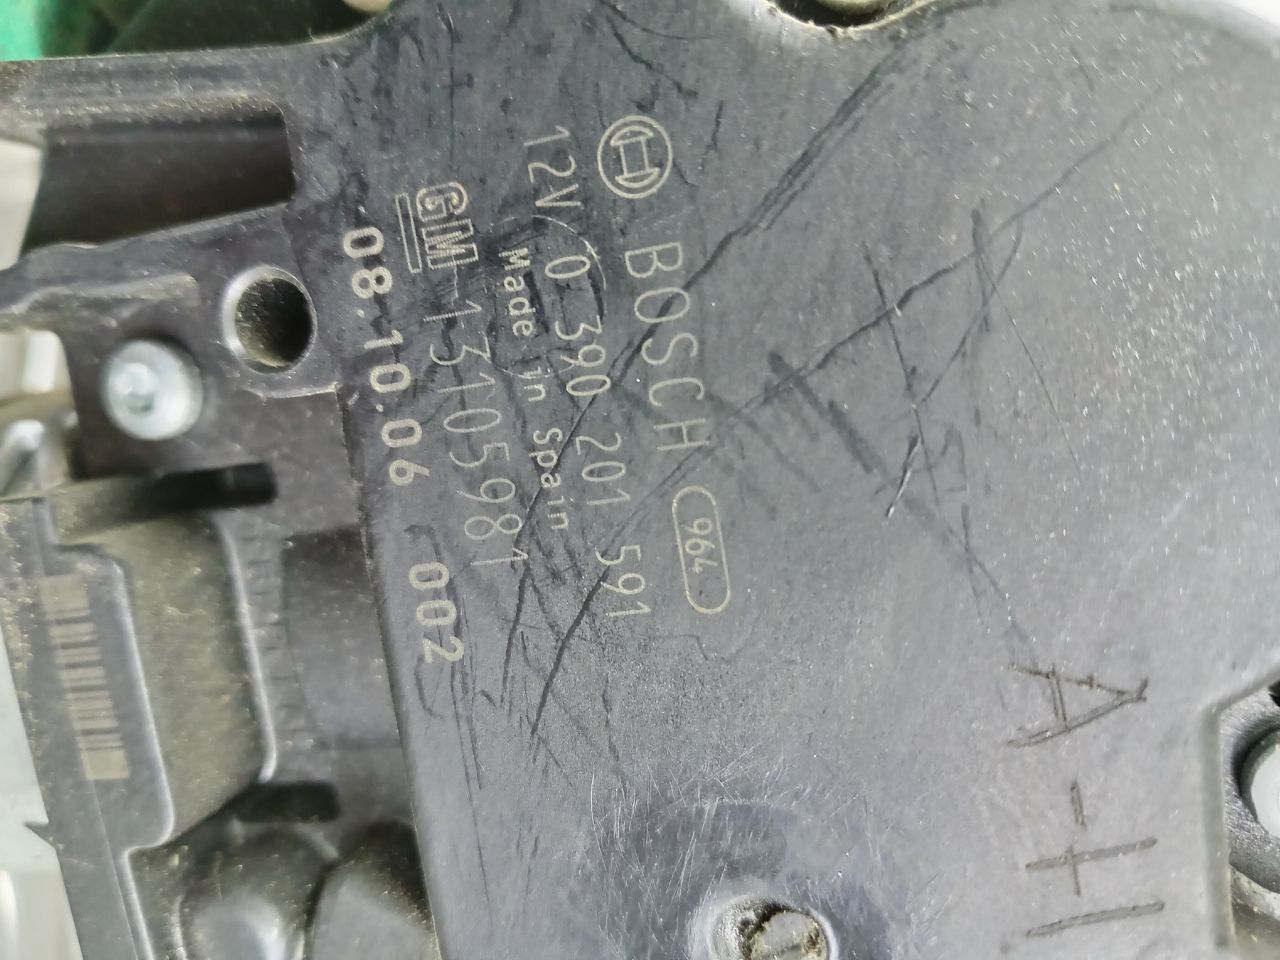 BOSCH 964
12V 0 390 201 591
Made in Spain
GM 13105981
08.10.06 002
A+U